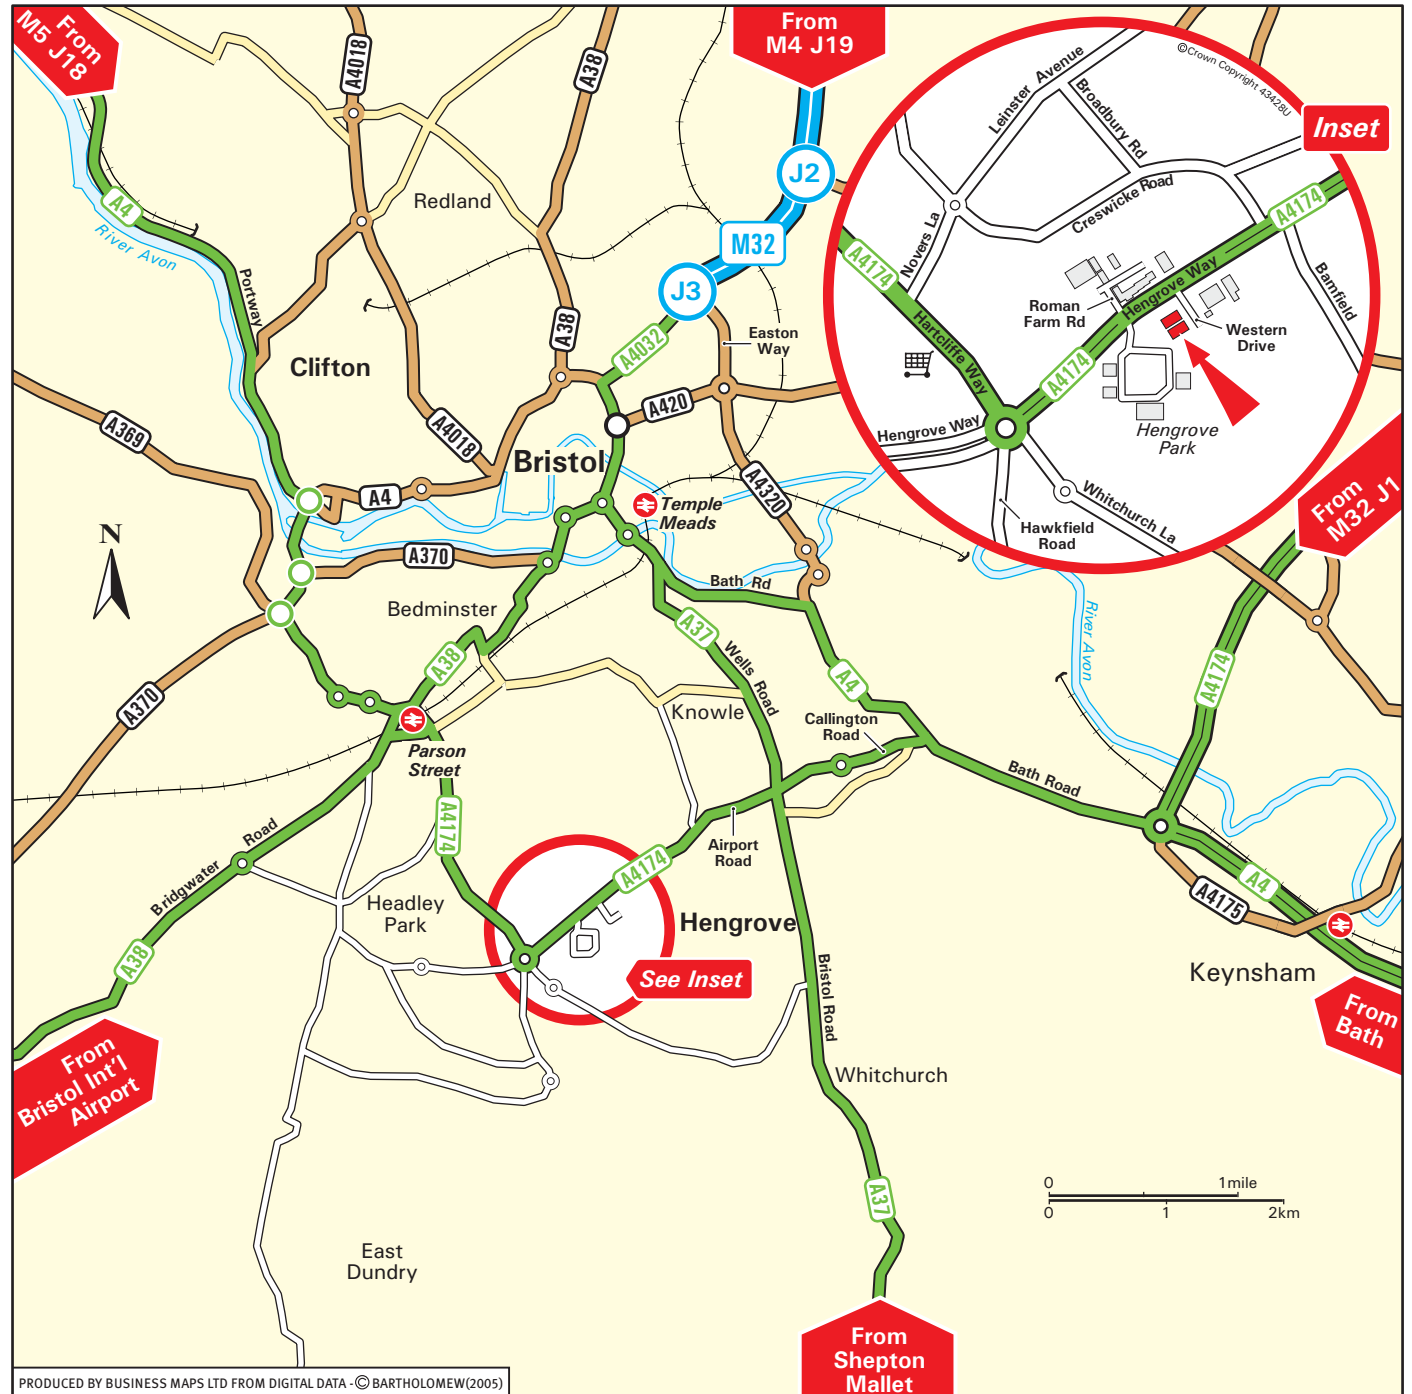 From
M5 J18
A4018
A38
From
M4 J19
©Crown Copyright 43428U
Inset
Leinster Avenue
Broadbury Rd
J2
Redland
A4
River Avon
M32
Creswicke Road
A4174
Novers La
A4174
Portway
J3
Roman
Farm Rd
Hengrove Way
Bamfield
A38
Easton
Way
A4032
Hartcliffe Way
Western
Drive
Clifton
A4174
A420
A369
A4018
Hengrove Way
Hengrove
Park
Bristol
A4
A4320
Temple
Meads
Whitchurch La
Hawkfield
Road
From
M32 J1
N
A370
Bath Rd
Bedminster
River Avon
A37
Wells Road
A38
A4
A4174
A370
Knowle
Callington
Road
Parson
Street
Bath Road
A4174
Airport
Road
Bridgwater Road
A4174
A4
A4175
Headley
Park
Hengrove
A38
See Inset
Bristol Road
Keynsham
From
Bath
From
Bristol Int'l
Airport
Whitchurch
A37
0 1mile
0 1 2km
East
Dundry
From
Shepton
Mallet
PRODUCED BY BUSINESS MAPS LTD FROM DIGITAL DATA - © BARTHOLOMEW(2005)